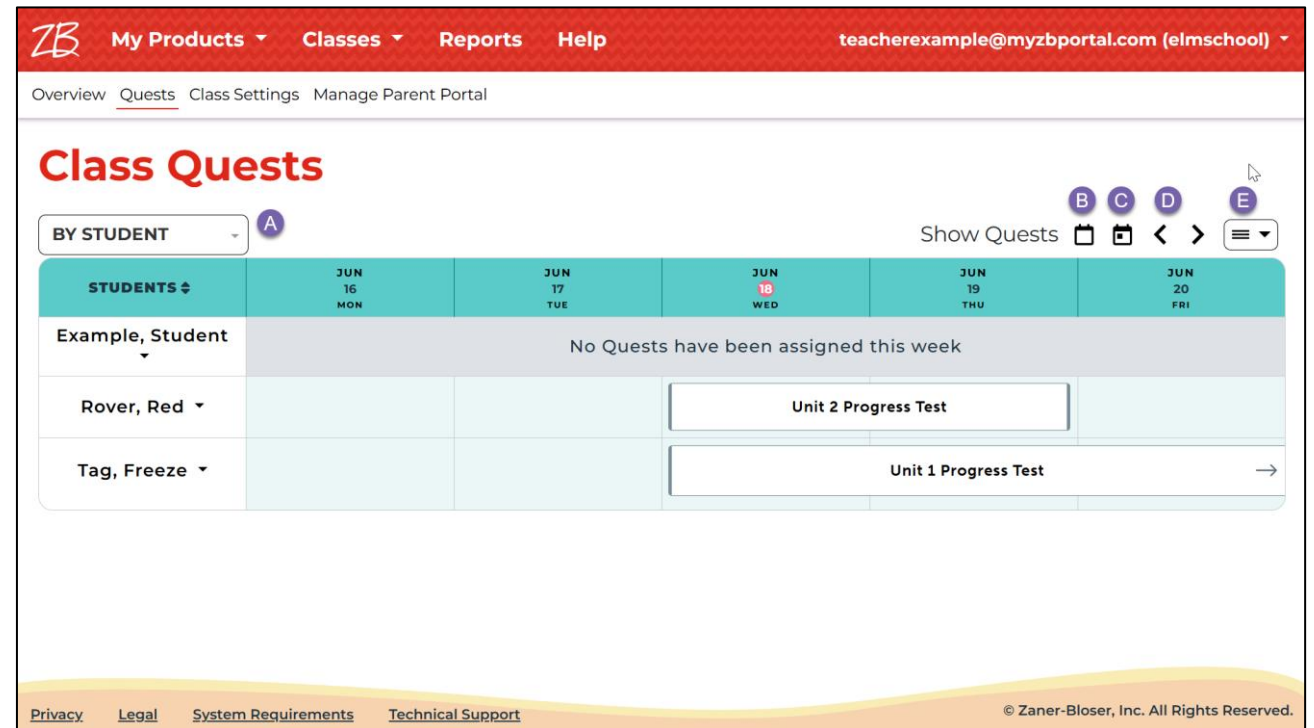 ZB My Products Classes Reports Help teacherexample@myzbportal.com (elmschool)
Overview Quests Class Settings Manage Parent Portal
Class Quests
BY STUDENT A
B C D E
Show Quests
STUDENTS JUN 16 MON JUN 17 TUE JUN 18 WED JUN 19 THU JUN 20 FRI
Example, Student No Quests have been assigned this week
Rover, Red Unit 2 Progress Test
Tag, Freeze Unit 1 Progress Test
Privacy Legal System Requirements Technical Support © Zaner-Bloser, Inc. All Rights Reserved.